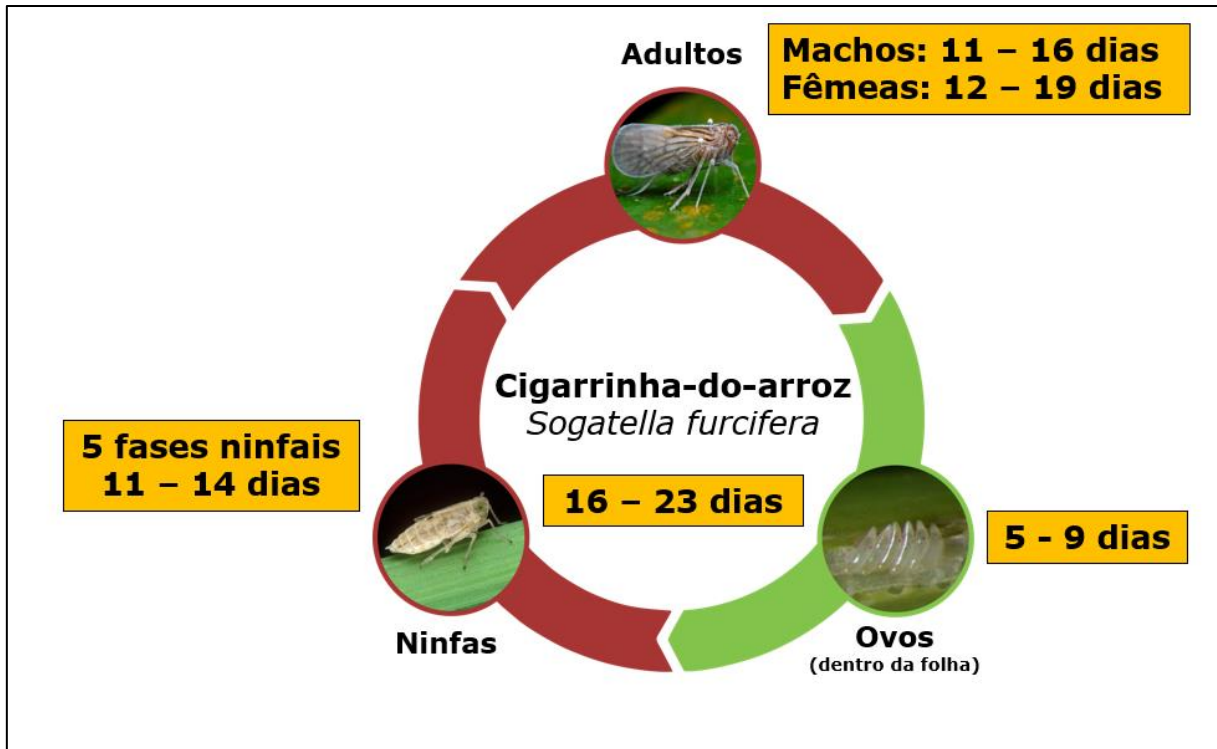 Adultos
Machos: 11 – 16 dias
Fêmeas: 12 – 19 dias
Cigarrinha-do-arroz
Sogatella furcifera
5 fases ninfais
11 – 14 dias
16 – 23 dias
5 - 9 dias
Ninfas
Ovos
(dentro da folha)